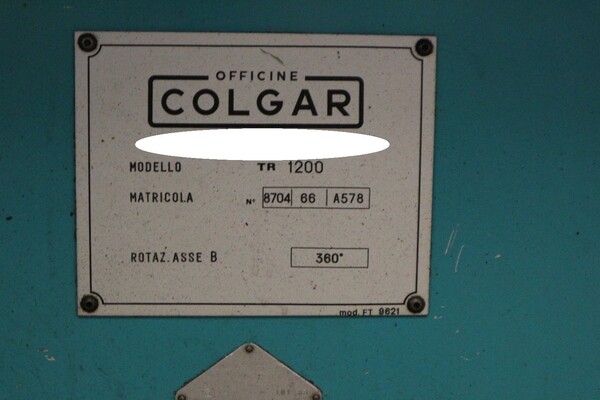 OFFICINE
COLGAR
MODELLO TR 1200
MATRICOLA N° 8704 66 A578
ROTAZ. ASSE B 360°
mod. FT 9621